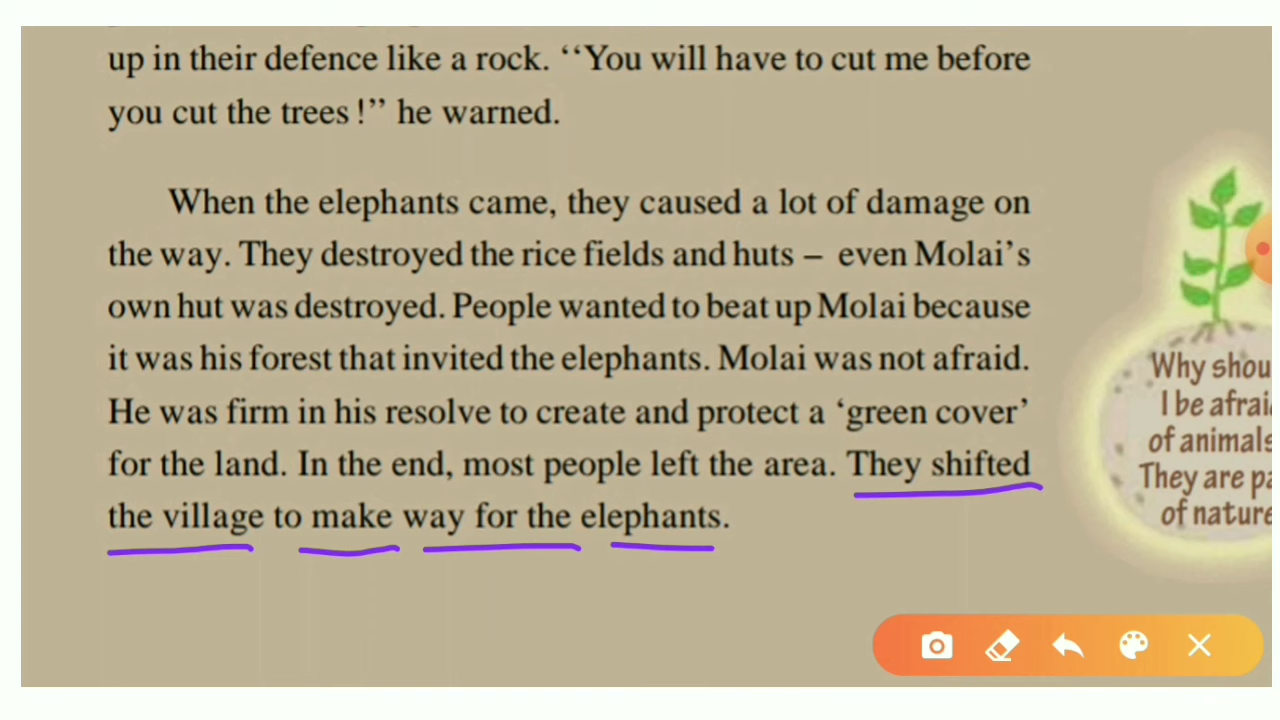 up in their defence like a rock. ‘‘You will have to cut me before
you cut the trees !’’ he warned.
When the elephants came, they caused a lot of damage on
the way. They destroyed the rice fields and huts – even Molai’s
own hut was destroyed. People wanted to beat up Molai because
it was his forest that invited the elephants. Molai was not afraid.
He was firm in his resolve to create and protect a ‘green cover’
for the land. In the end, most people left the area. They shifted
the village to make way for the elephants.
Why
I be
of
They are
of